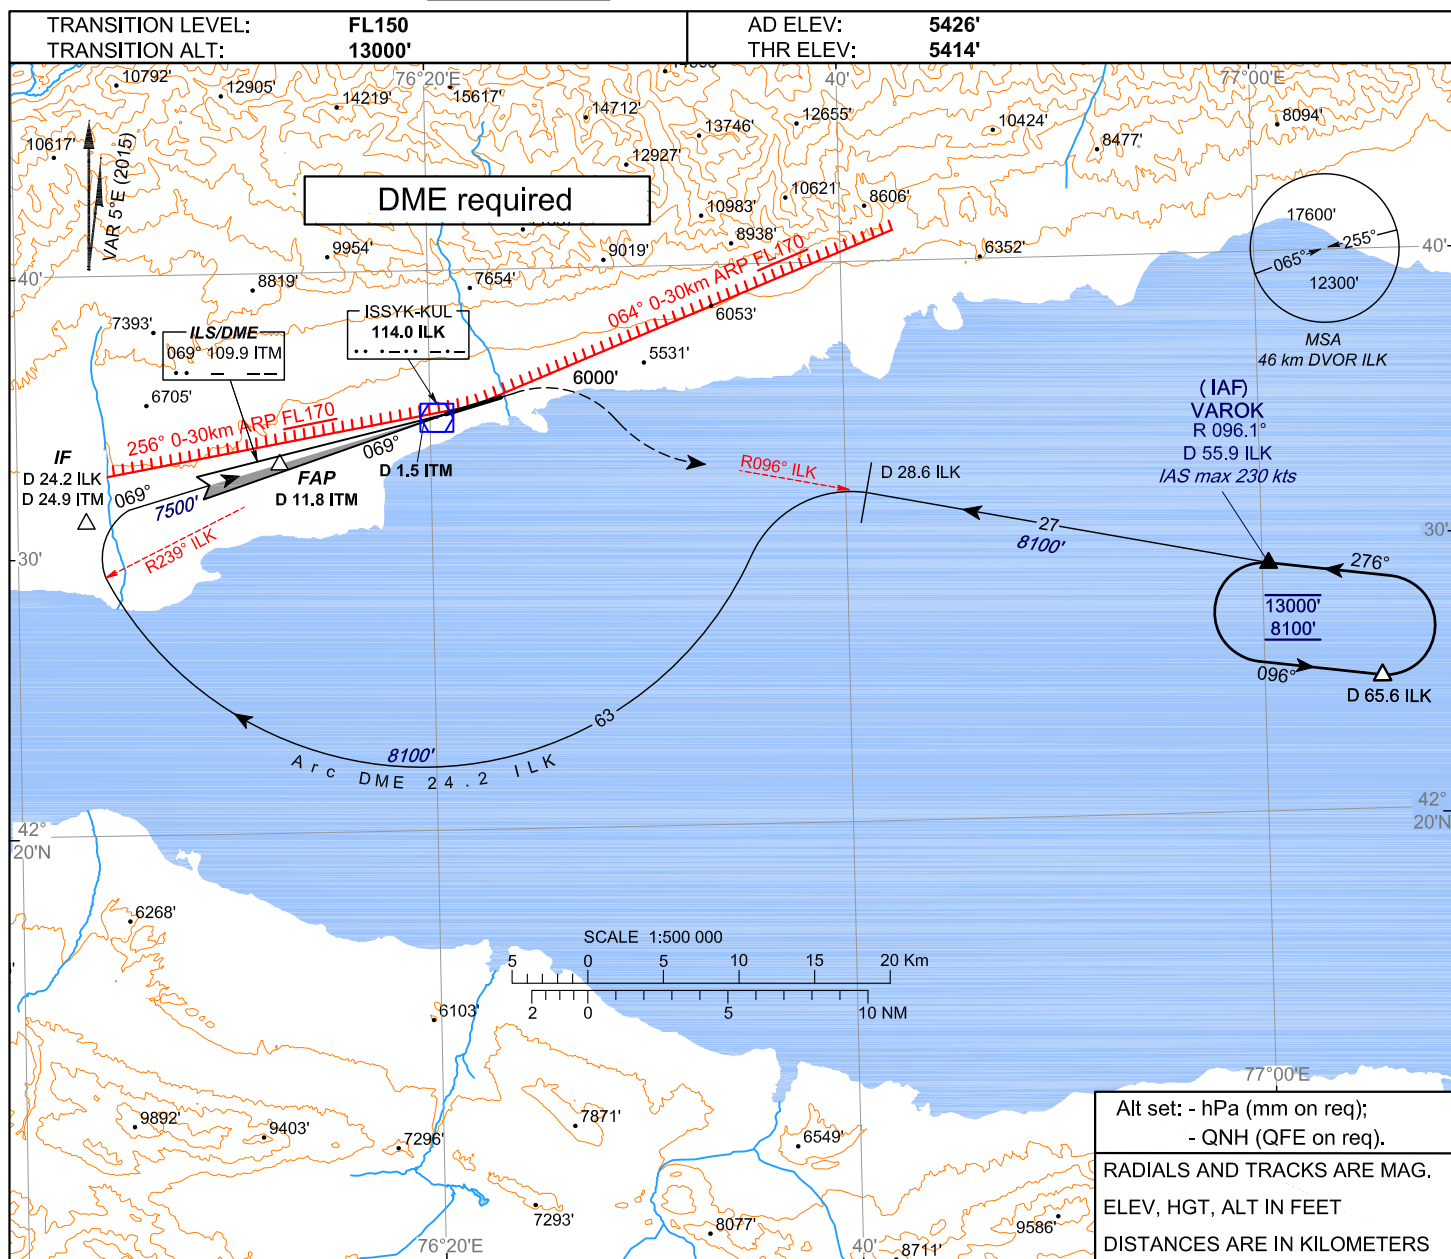 TRANSITION LEVEL: FL150
TRANSITION ALT: 13000'
AD ELEV: 5426'
THR ELEV: 5414'
76°20'E
40'
77°00'E
10792'
12905'
14219'
15617'
14712'
13746'
12655'
10424'
8477'
8094'
10617'
12927'
VAR 5°E (2015)
DME required
10621'
10983'
8606'
8938'
6352'
9954'
9019'
8819'
7654'
40'
40'
17600'
255°
065°
12300'
MSA
46 km DVOR ILK
064° 0-30km ARP FL170
6053'
7393'
ILS/DME
069° 109.9 ITM
ISSYK-KUL
114.0 ILK
5531'
6000'
6705'
256° 0-30km ARP FL170
069°
IF
D 24.2 ILK
D 24.9 ITM
069°
7500'
FAP
D 11.8 ITM
D 1.5 ITM
R239° ILK
R096° ILK
D 28.6 ILK
(IAF)
VAROK
R 096.1°
D 55.9 ILK
IAS max 230 kts
27
8100'
30'
30'
276°
13000'
8100'
096°
D 65.6 ILK
63
8100'
Arc DME 24.2 ILK
42°
20'N
42°
20'N
6268'
SCALE 1:500 000
5 0 5 10 15 20 Km
2 0 5 10 NM
6103'
77°00'E
9892'
9403'
7296'
7871'
6549'
7293'
8077'
8711'
9586'
76°20'E
40'
Alt set: - hPa (mm on req);
- QNH (QFE on req).
RADIALS AND TRACKS ARE MAG.
ELEV, HGT, ALT IN FEET
DISTANCES ARE IN KILOMETERS